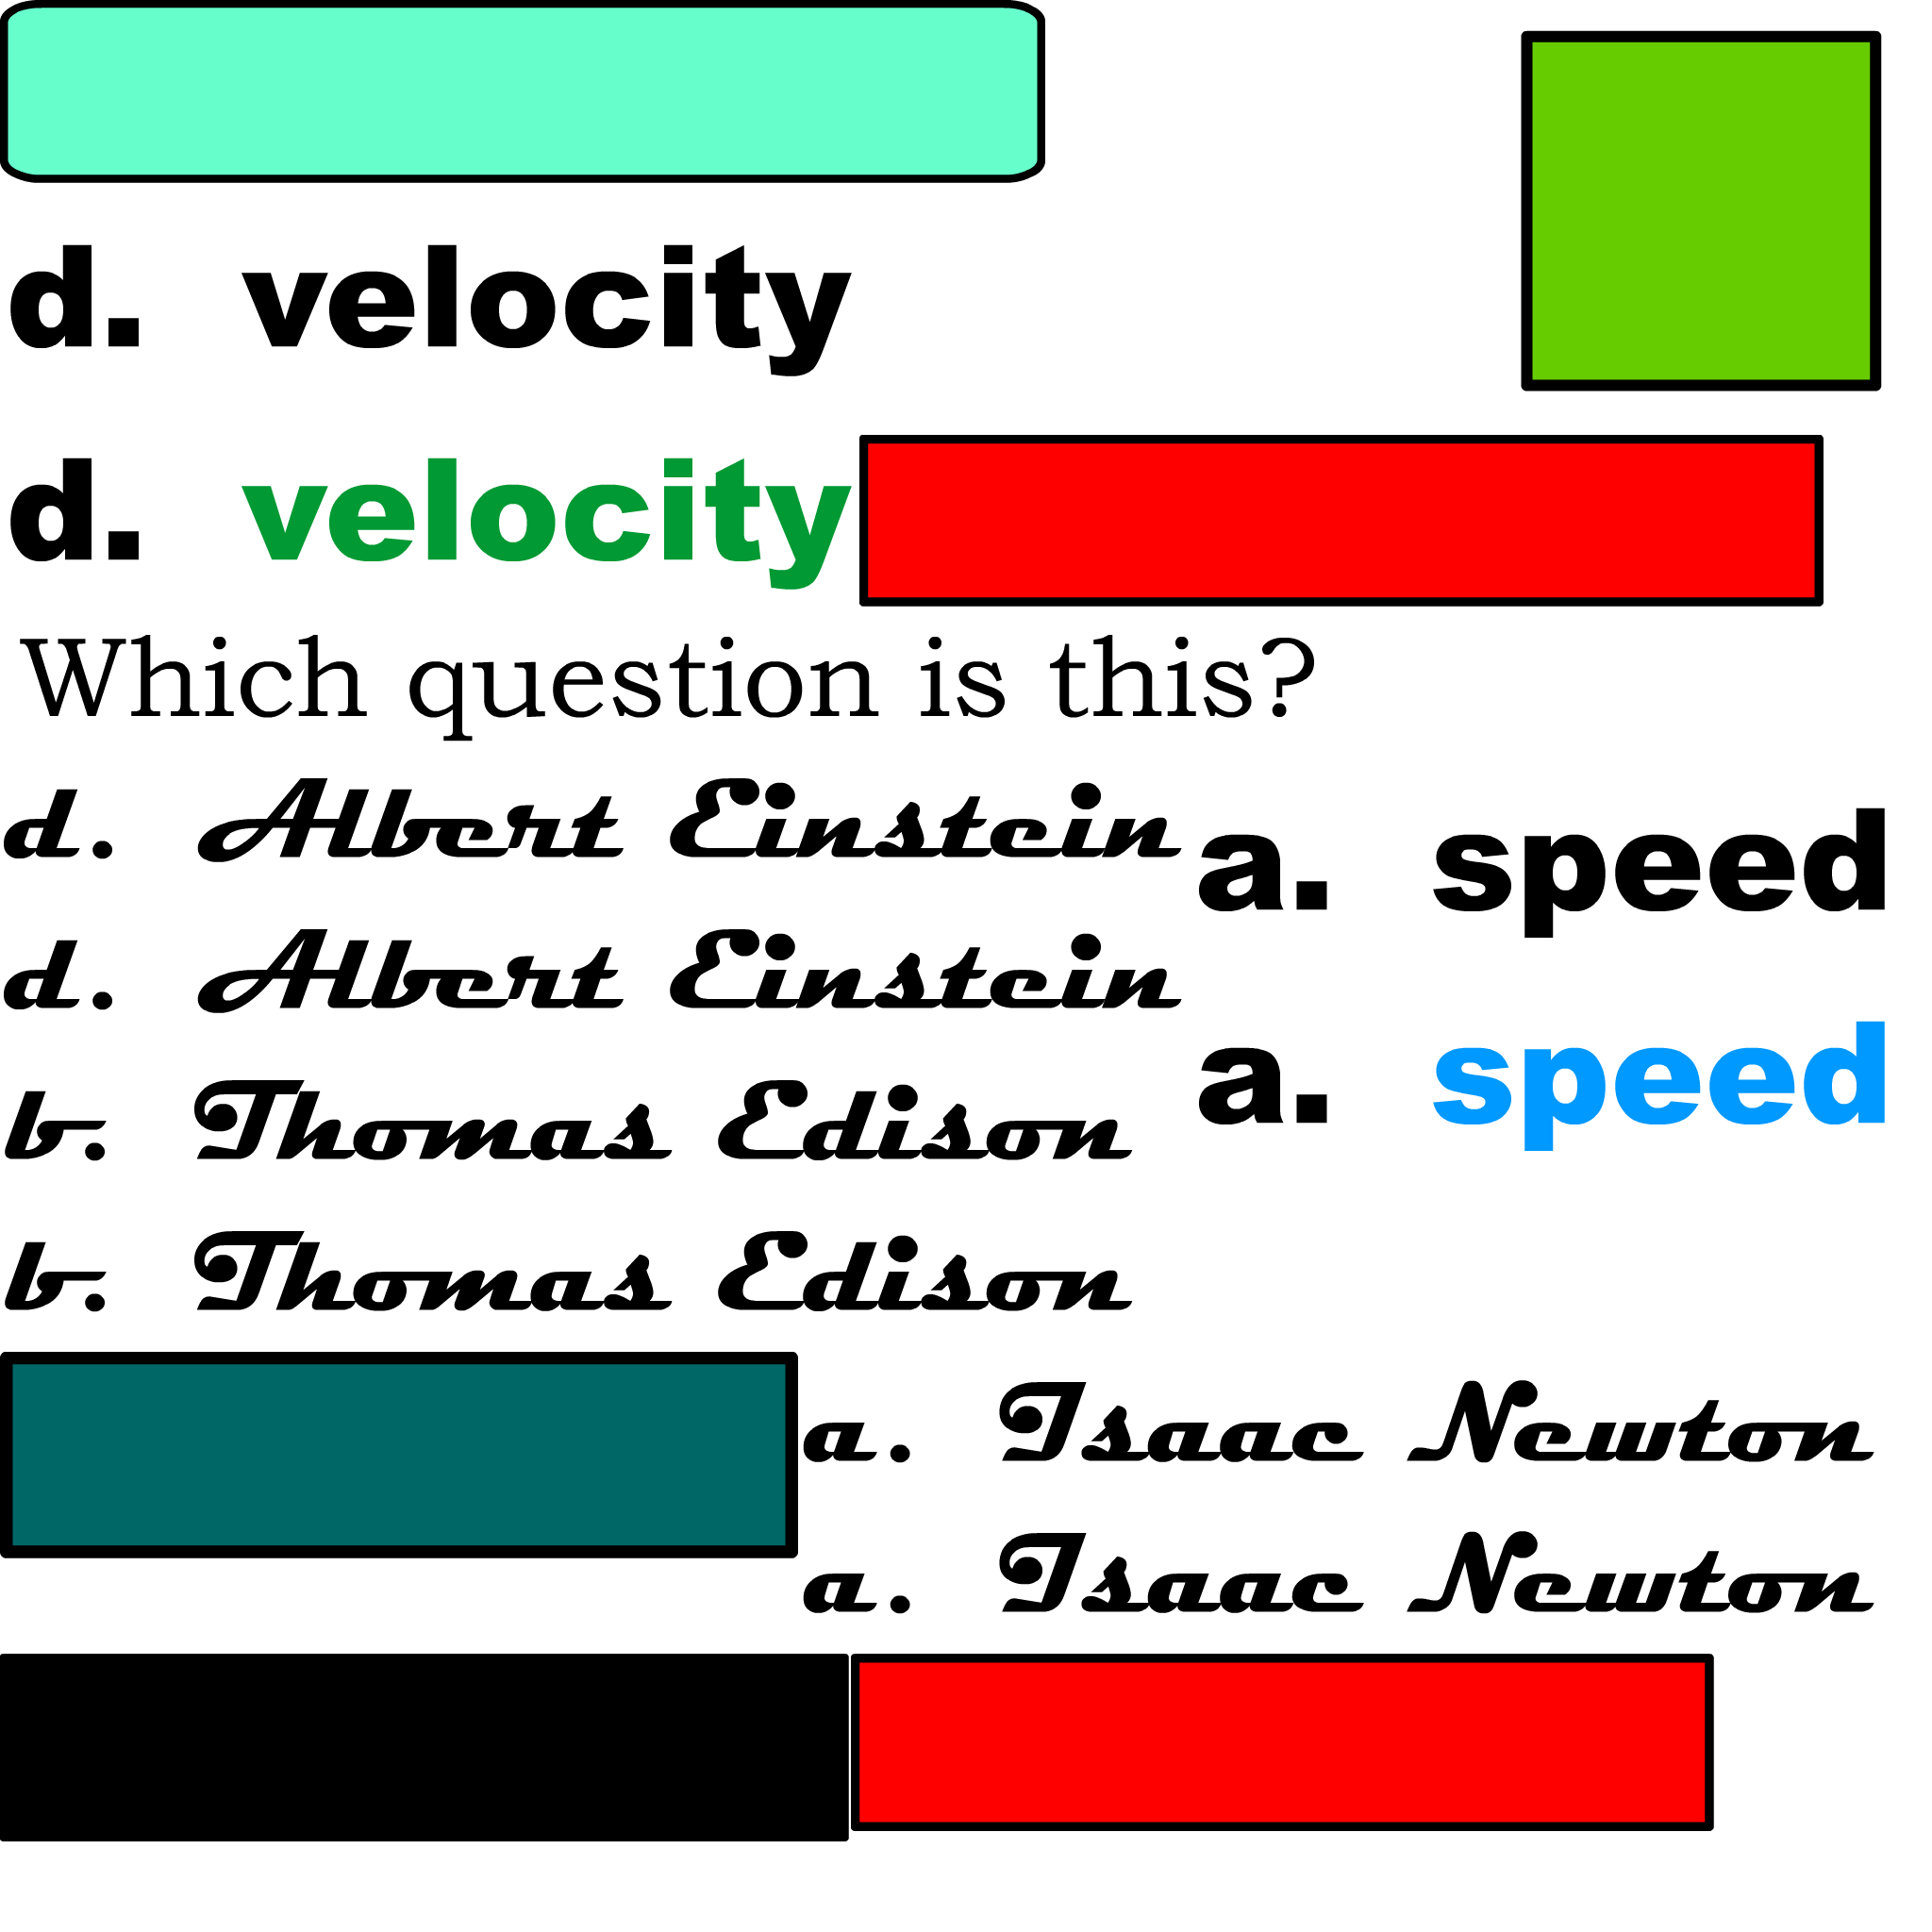 d. velocity
d. velocity
Which question is this?
d. Albert Einstein
a. speed
d. Albert Einstein
a. speed
b. Thomas Edison
b. Thomas Edison
a. Isaac Newton
a. Isaac Newton